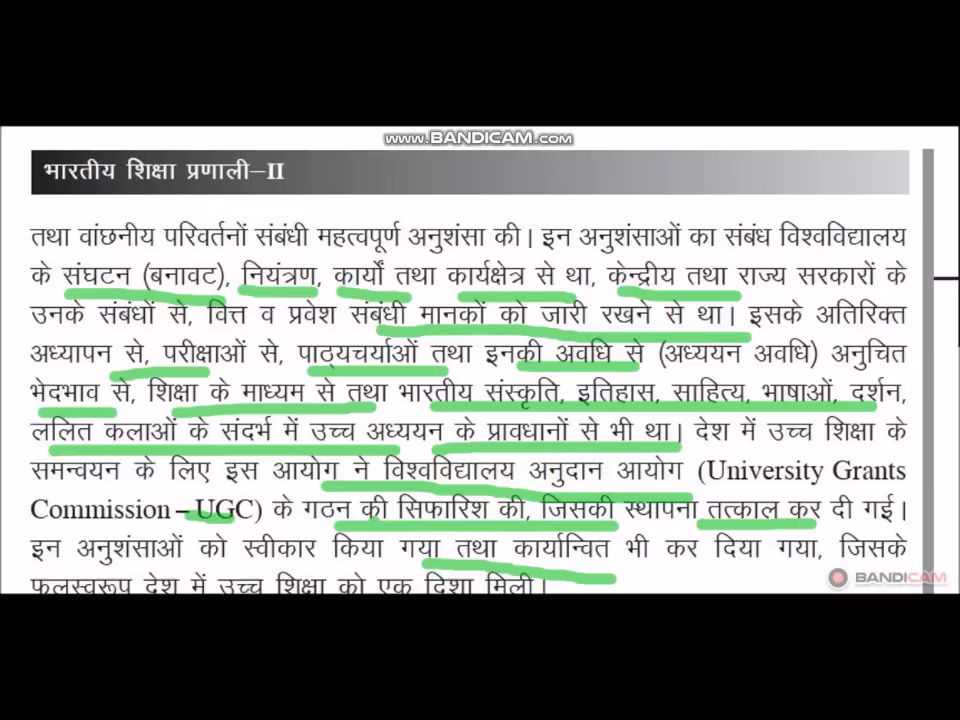 www.BANDICAM.com
भारतीय शिक्षा प्रणाली–II
तथा वांछनीय परिवर्तनों संबंधी महत्वपूर्ण अनुशंसा की। इन अनुशंसाओं का संबंध विश्वविद्यालय
के संघटन (बनावट), नियंत्रण, कार्यों तथा कार्यक्षेत्र से था, केन्द्रीय तथा राज्य सरकारों के
उनके संबंधों से, वित्त व प्रवेश संबंधी मानकों को जारी रखने से था। इसके अतिरिक्त
अध्यापन से, परीक्षाओं से, पाठ्यचर्याओं तथा इनकी अवधि से (अध्ययन अवधि) अनुचित
भेदभाव से, शिक्षा के माध्यम से तथा भारतीय संस्कृति, इतिहास, साहित्य, भाषाओं, दर्शन,
ललित कलाओं के संदर्भ में उच्च अध्ययन के प्रावधानों से भी था। देश में उच्च शिक्षा के
समन्वयन के लिए इस आयोग ने विश्वविद्यालय अनुदान आयोग (University Grants
Commission – UGC) के गठन की सिफारिश की, जिसकी स्थापना तत्काल कर दी गई।
इन अनुशंसाओं को स्वीकार किया गया तथा कार्यान्वित भी कर दिया गया, जिसके
फलस्वरूप देश में उच्च शिक्षा को एक दिशा मिली।
BANDICAM